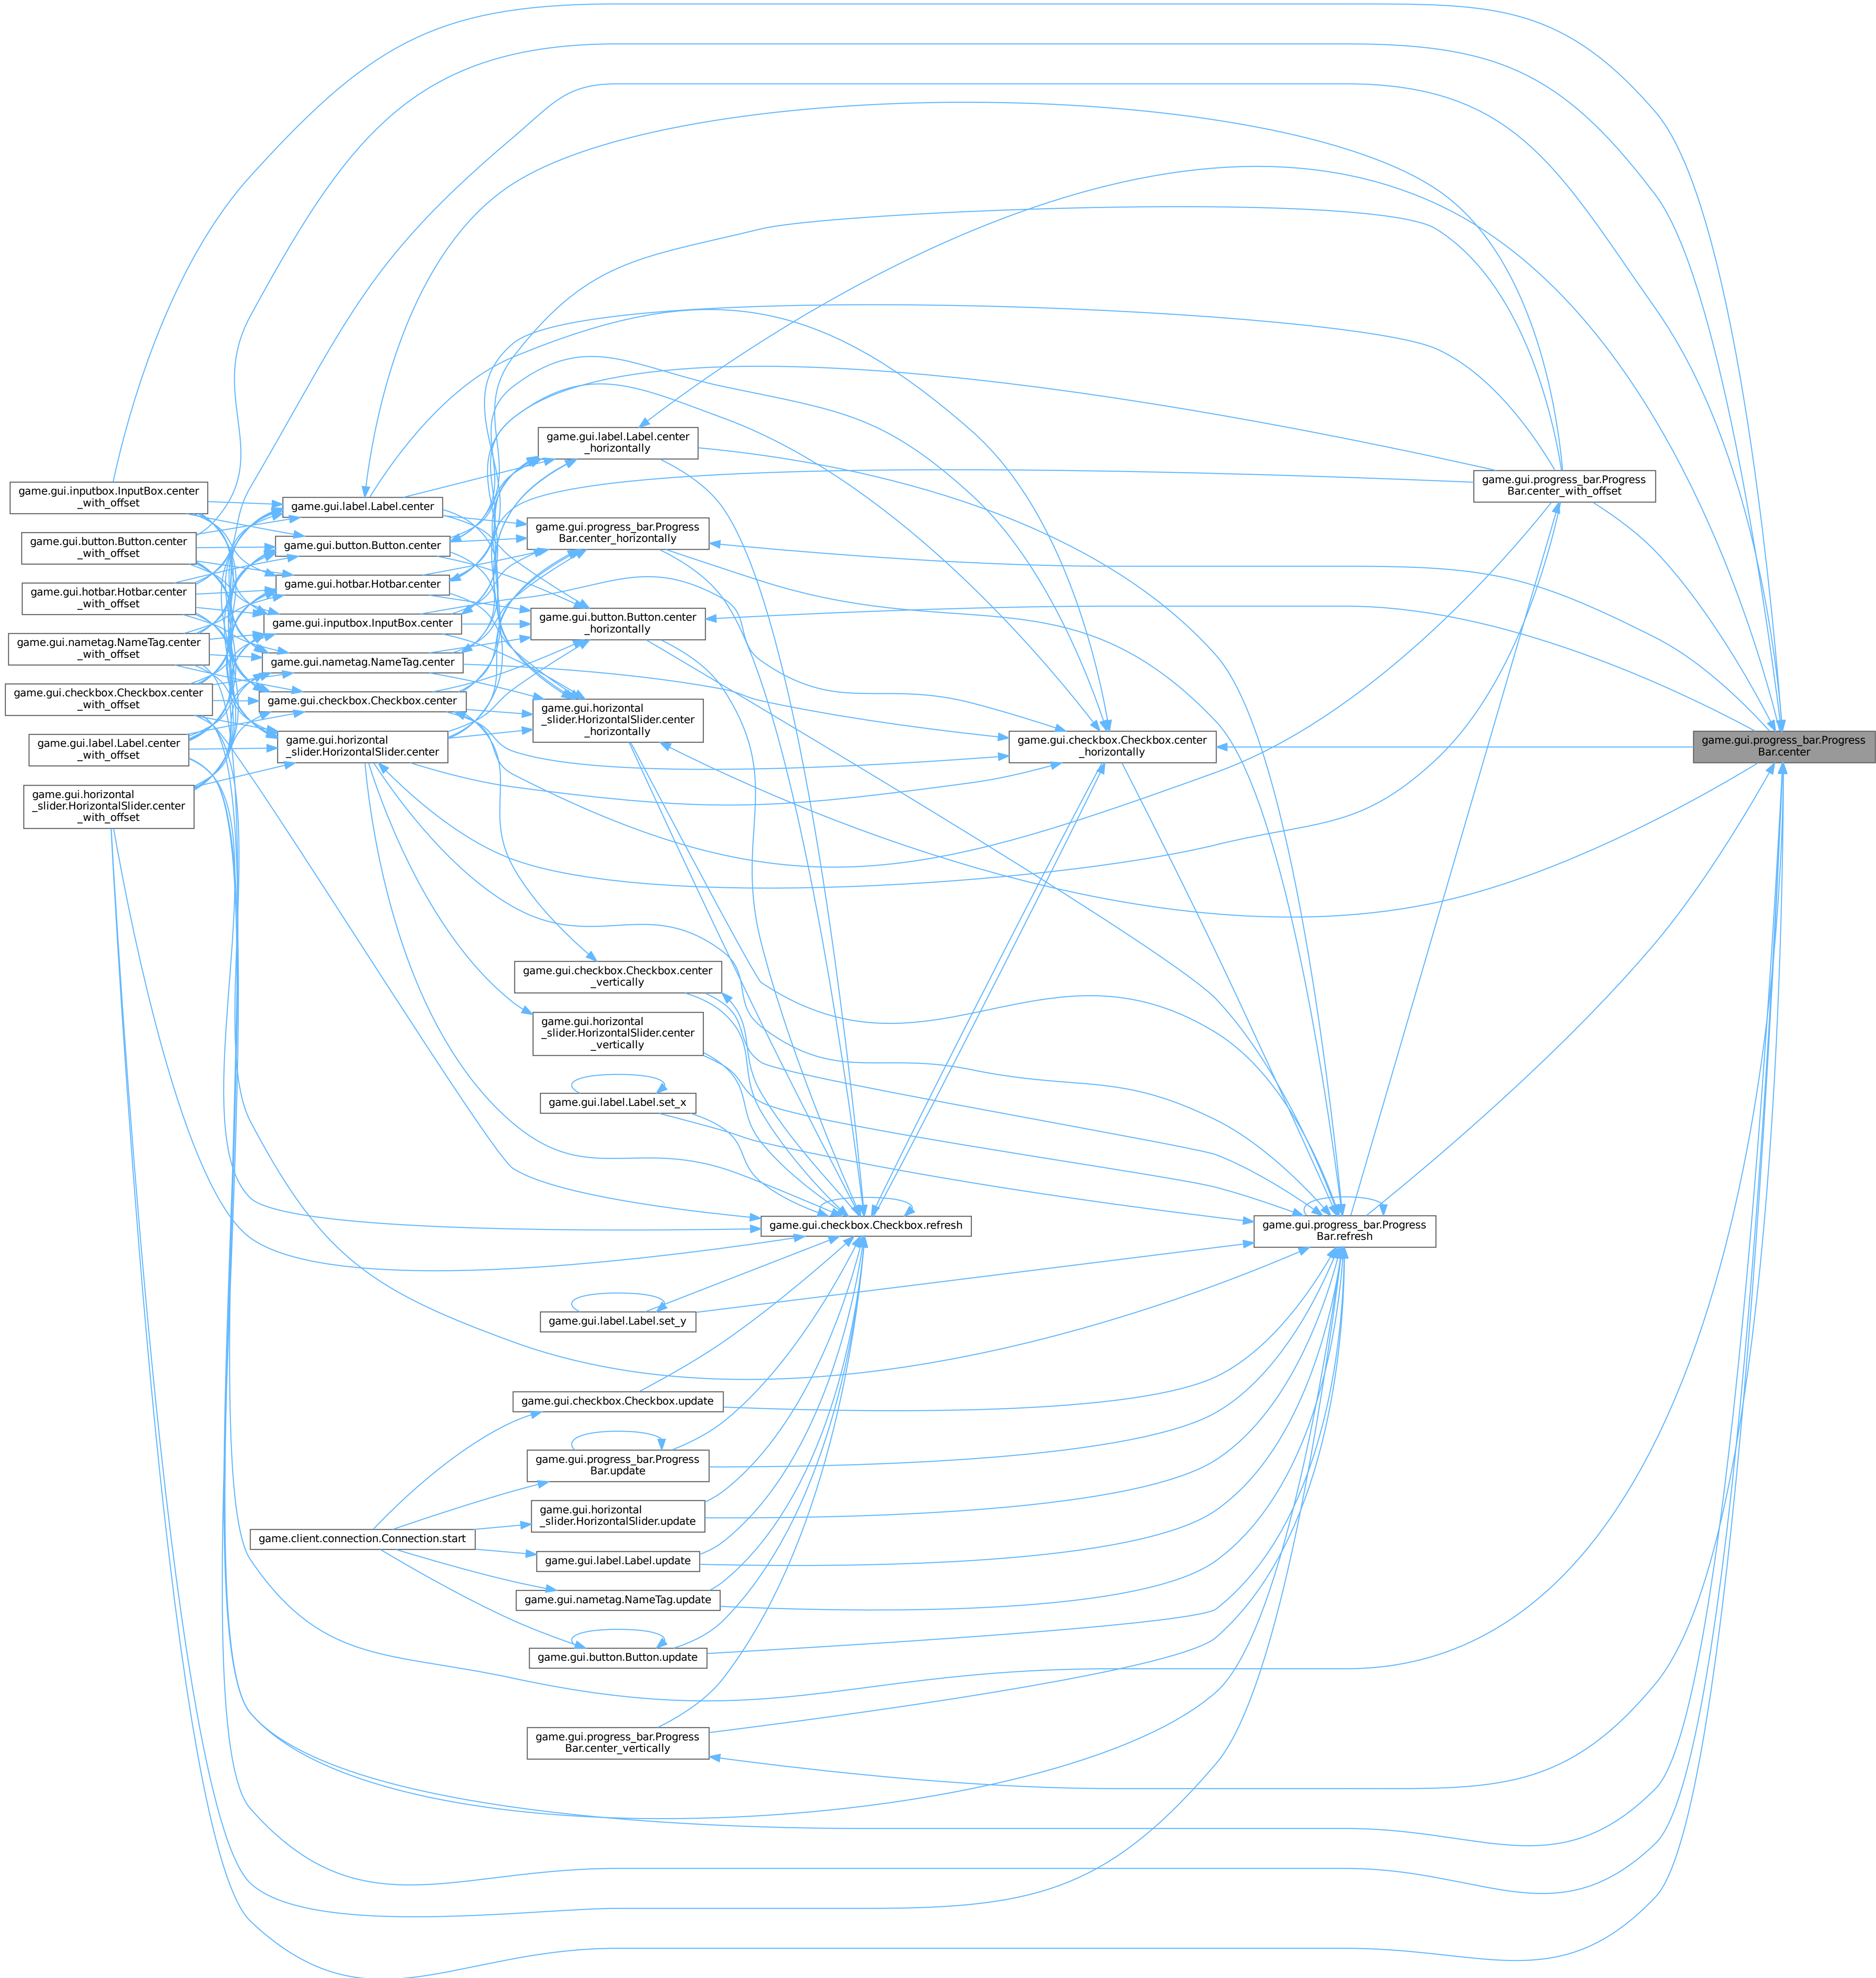 game.gui.inputbox.InputBox.center
_with_offset
game.gui.button.Button.center
_with_offset
game.gui.hotbar.Hotbar.center
_with_offset
game.gui.nametag.NameTag.center
_with_offset
game.gui.checkbox.Checkbox.center
_with_offset
game.gui.label.Label.center
_with_offset
game.gui.horizontal
_slider.HorizontalSlider.center
_with_offset
game.gui.label.Label.center
game.gui.button.Button.center
game.gui.hotbar.Hotbar.center
game.gui.inputbox.InputBox.center
game.gui.nametag.NameTag.center
game.gui.checkbox.Checkbox.center
game.gui.horizontal
_slider.HorizontalSlider.center
game.client.connection.Connection.start
game.gui.label.Label.center
_horizontally
game.gui.progress_bar.Progress
Bar.center_horizontally
game.gui.button.Button.center
_horizontally
game.gui.horizontal
_slider.HorizontalSlider.center
_horizontally
game.gui.checkbox.Checkbox.center
_vertically
game.gui.horizontal
_slider.HorizontalSlider.center
_vertically
game.gui.label.Label.set_x
game.gui.label.Label.set_y
game.gui.checkbox.Checkbox.update
game.gui.progress_bar.Progress
Bar.update
game.gui.horizontal
_slider.HorizontalSlider.update
game.gui.label.Label.update
game.gui.nametag.NameTag.update
game.gui.button.Button.update
game.gui.progress_bar.Progress
Bar.center_vertically
game.gui.checkbox.Checkbox.refresh
game.gui.checkbox.Checkbox.center
_horizontally
game.gui.progress_bar.Progress
Bar.refresh
game.gui.progress_bar.Progress
Bar.center_with_offset
game.gui.progress_bar.Progress
Bar.center